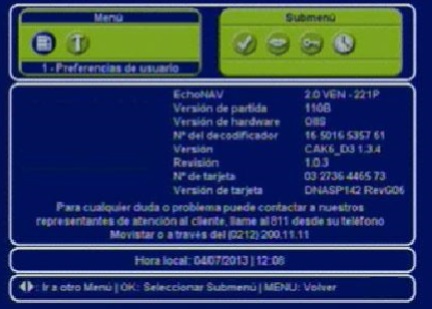 Menú
Submenú
1 - Preferencias de usuario
EchoNAV 2.0 VEN - 221P
Versión de partida 110B
Versión de hardware
Nº del decodificador 16 5016 5357 61
Versión CAK6_D3 1.3.4
Revisión 1.0.3
Nº de tarjeta 03 2736 4465 73
Versión de tarjeta DNASP142 RevG06
Para cualquier duda o problema puede contactar a nuestros
representantes de atención al cliente, llame al 811 desde su teléfono
Movistar o a través del (0212) 200.11.11
Hora local: 04/07/2013 | 12:08
: Ir a otro Menú | OK: Seleccionar Submenú | MENU: Volver